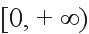 [0, + ∞)